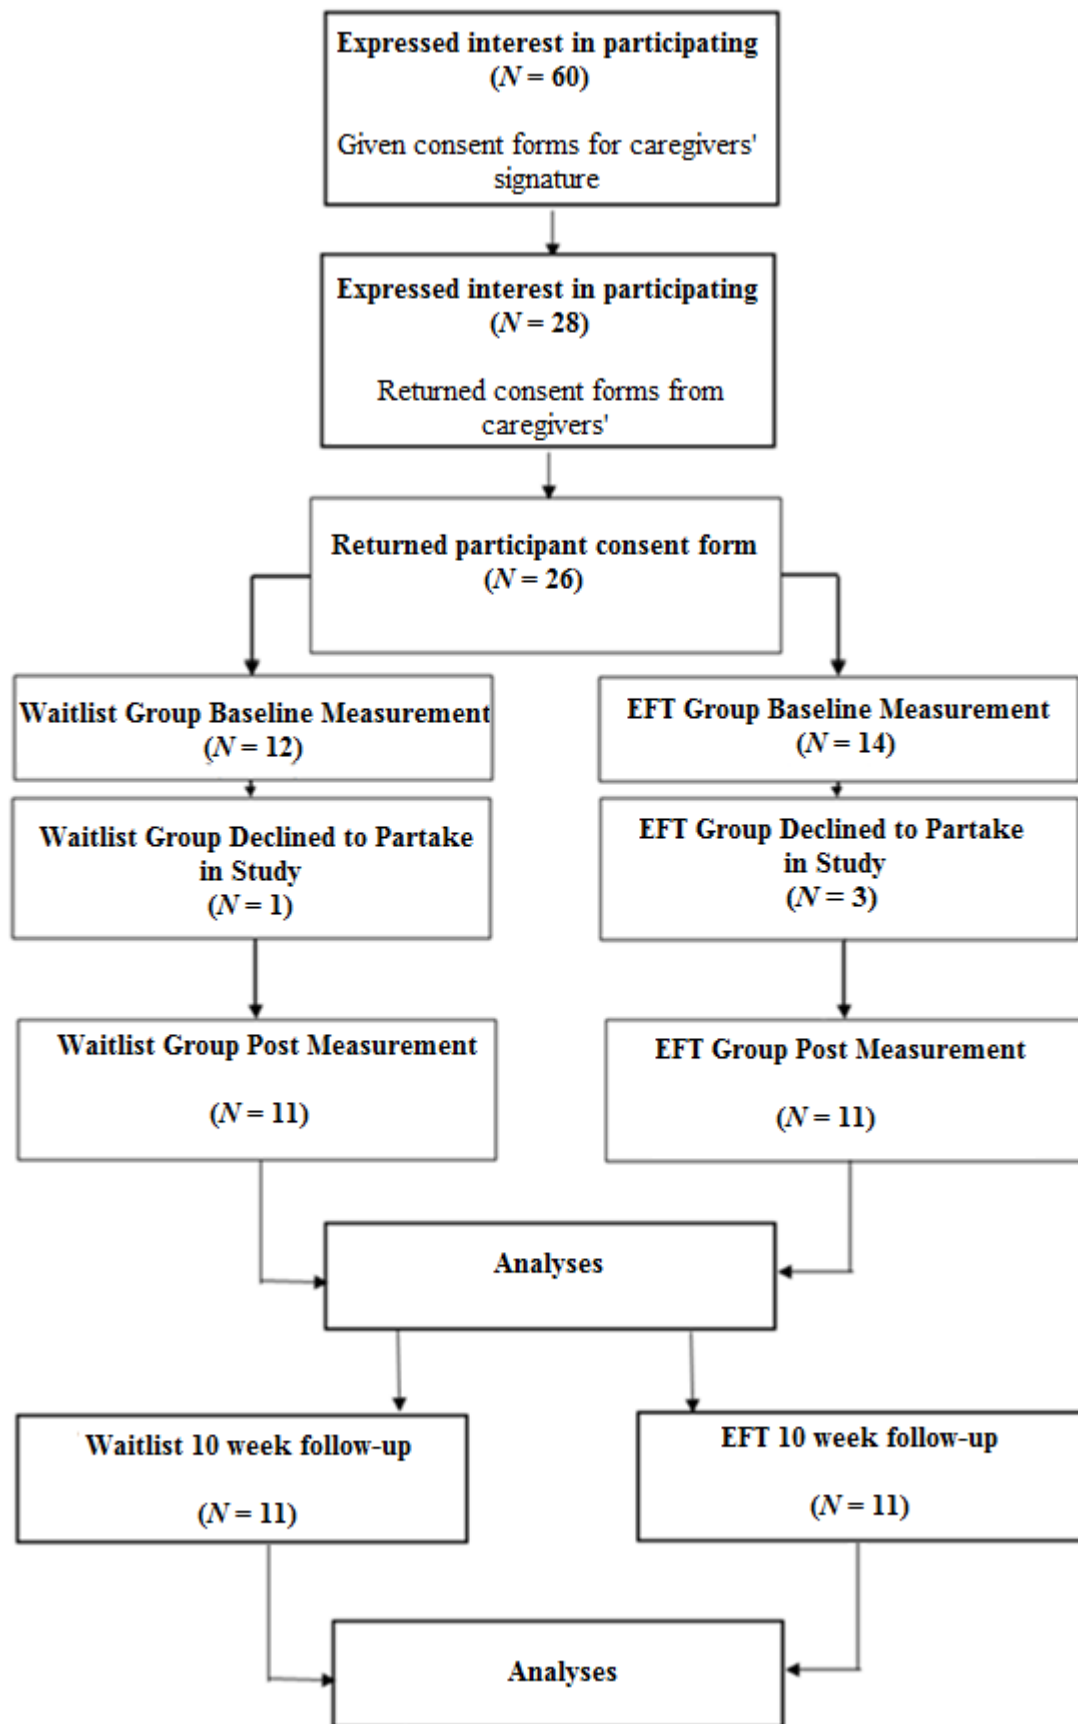 Expressed interest in participating
(N = 60)
Given consent forms for caregivers'
signature
Expressed interest in participating
(N = 28)
Returned consent forms from
caregivers'
Returned participant consent form
(N = 26)
Waitlist Group Baseline Measurement
(N = 12)
EFT Group Baseline Measurement
(N = 14)
Waitlist Group Declined to Partake
in Study
(N = 1)
EFT Group Declined to Partake
in Study
(N = 3)
Waitlist Group Post Measurement
(N = 11)
EFT Group Post Measurement
(N = 11)
Analyses
Waitlist 10 week follow-up
(N = 11)
EFT 10 week follow-up
(N = 11)
Analyses